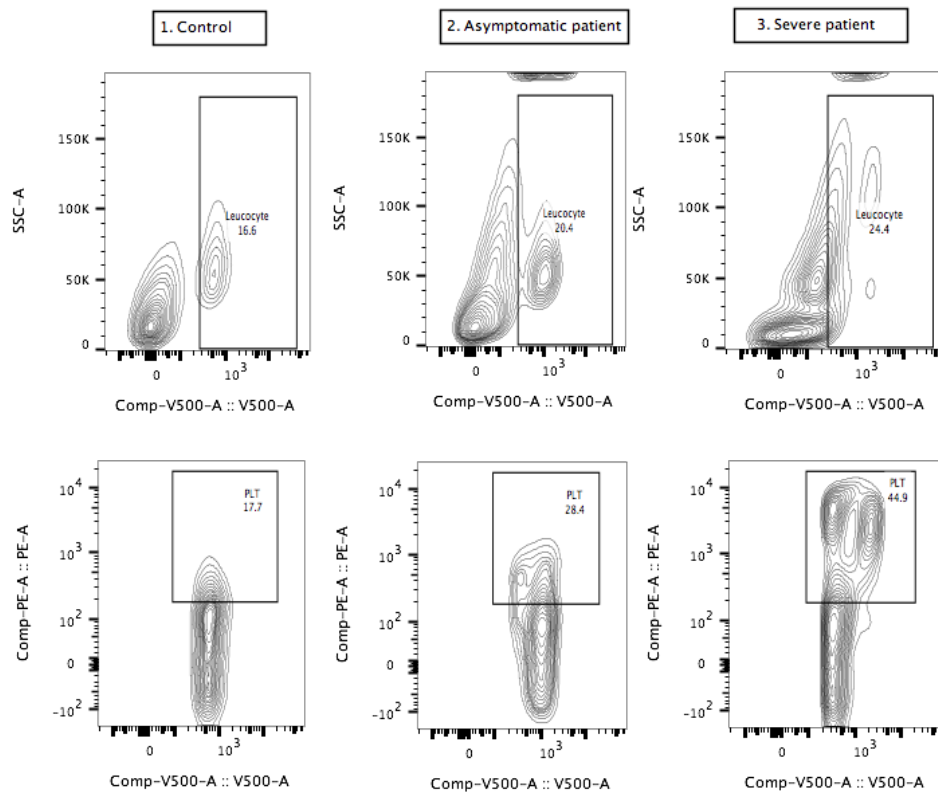 1. Control
2. Asymptomatic patient
3. Severe patient
SSC-A
150K
100K
50K
0
Leucocyte
16.6
0
10³
Comp-V500-A :: V500-A
SSC-A
150K
100K
50K
0
Leucocyte
20.4
0
10³
Comp-V500-A :: V500-A
SSC-A
150K
100K
50K
0
Leucocyte
24.4
0
10³
Comp-V500-A :: V500-A
Comp-PE-A :: PE-A
10⁴
10³
10²
0
-10²
PLT
17.7
0
10³
Comp-V500-A :: V500-A
Comp-PE-A :: PE-A
10⁴
10³
10²
0
-10²
PLT
28.4
0
10³
Comp-V500-A :: V500-A
Comp-PE-A :: PE-A
10⁴
10³
10²
0
-10²
PLT
44.9
0
10³
Comp-V500-A :: V500-A